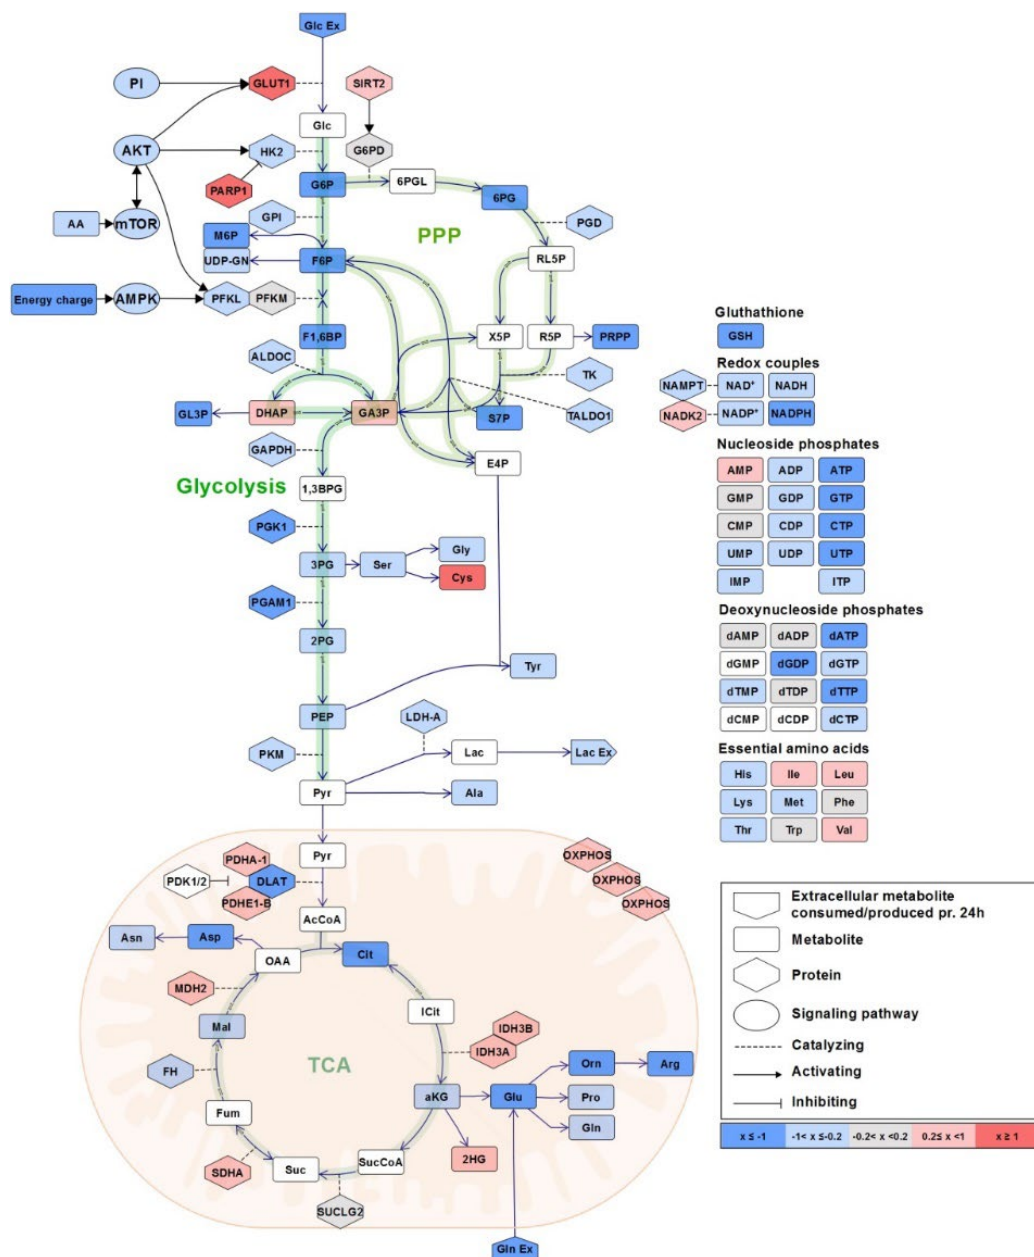 Glc Ex
PI
GLUT1
SIRT2
Glc
AKT
HK2
G6PD
PARP1
G6P
6PGL
6PG
AA
mTOR
GPI
PGD
M6P
PPP
UDP-GN
F6P
RL5P
Energy charge
AMPK
PFKL
PFKM
F1,6BP
X5P
R5P
PRPP
ALDOC
TK
GL3P
DHAP
GA3P
S7P
TALDO1
GAPDH
E4P
Glycolysis
1,3BPG
PGK1
3PG
Ser
Gly
Cys
PGAM1
2PG
Tyr
PEP
LDH-A
PKM
Lac
Lac Ex
Pyr
Ala
Pyr
PDHA-1
PDK1/2
DLAT
PDHE1-B
OXPHOS
OXPHOS
OXPHOS
AcCoA
Asn
Asp
OAA
Cit
MDH2
ICit
Mal
IDH3B
IDH3A
TCA
FH
Orn
Arg
aKG
Glu
Pro
Fum
Gln
SDHA
Suc
SucCoA
2HG
SUCLG2
Gln Ex
Gluthathione
GSH
Redox couples
NAMPT NAD+ NADH
NADK2 NADP+ NADPH
Nucleoside phosphates
AMP ADP ATP
GMP GDP GTP
CMP CDP CTP
UMP UDP UTP
IMP ITP
Deoxynucleoside phosphates
dAMP dADP dATP
dGMP dGDP dGTP
dTMP dTDP dTTP
dCMP dCDP dCTP
Essential amino acids
His Ile Leu
Lys Met Phe
Thr Trp Val
Extracellular metabolite
consumed/produced pr. 24h
Metabolite
Protein
Signaling pathway
Catalyzing
Activating
Inhibiting
x ≤ -1 -1< x ≤-0.2 -0.2< x <0.2 0.2≤ x <1 x ≥ 1